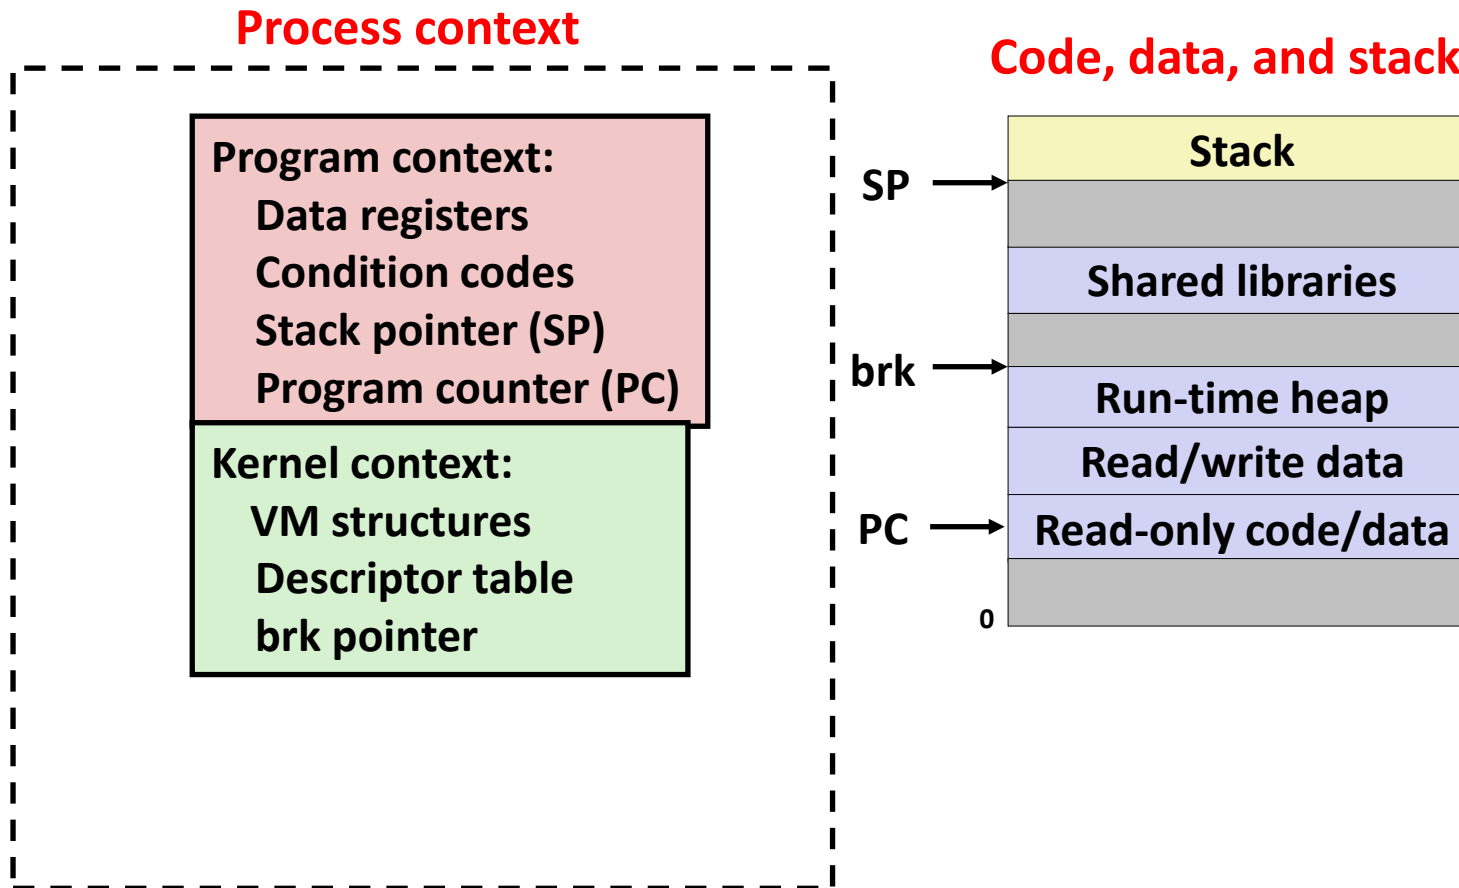 Process context
Program context:
Data registers
Condition codes
Stack pointer (SP)
Program counter (PC)
Kernel context:
VM structures
Descriptor table
brk pointer
Code, data, and stack
Stack
SP
Shared libraries
brk
Run-time heap
Read/write data
PC
Read-only code/data
0